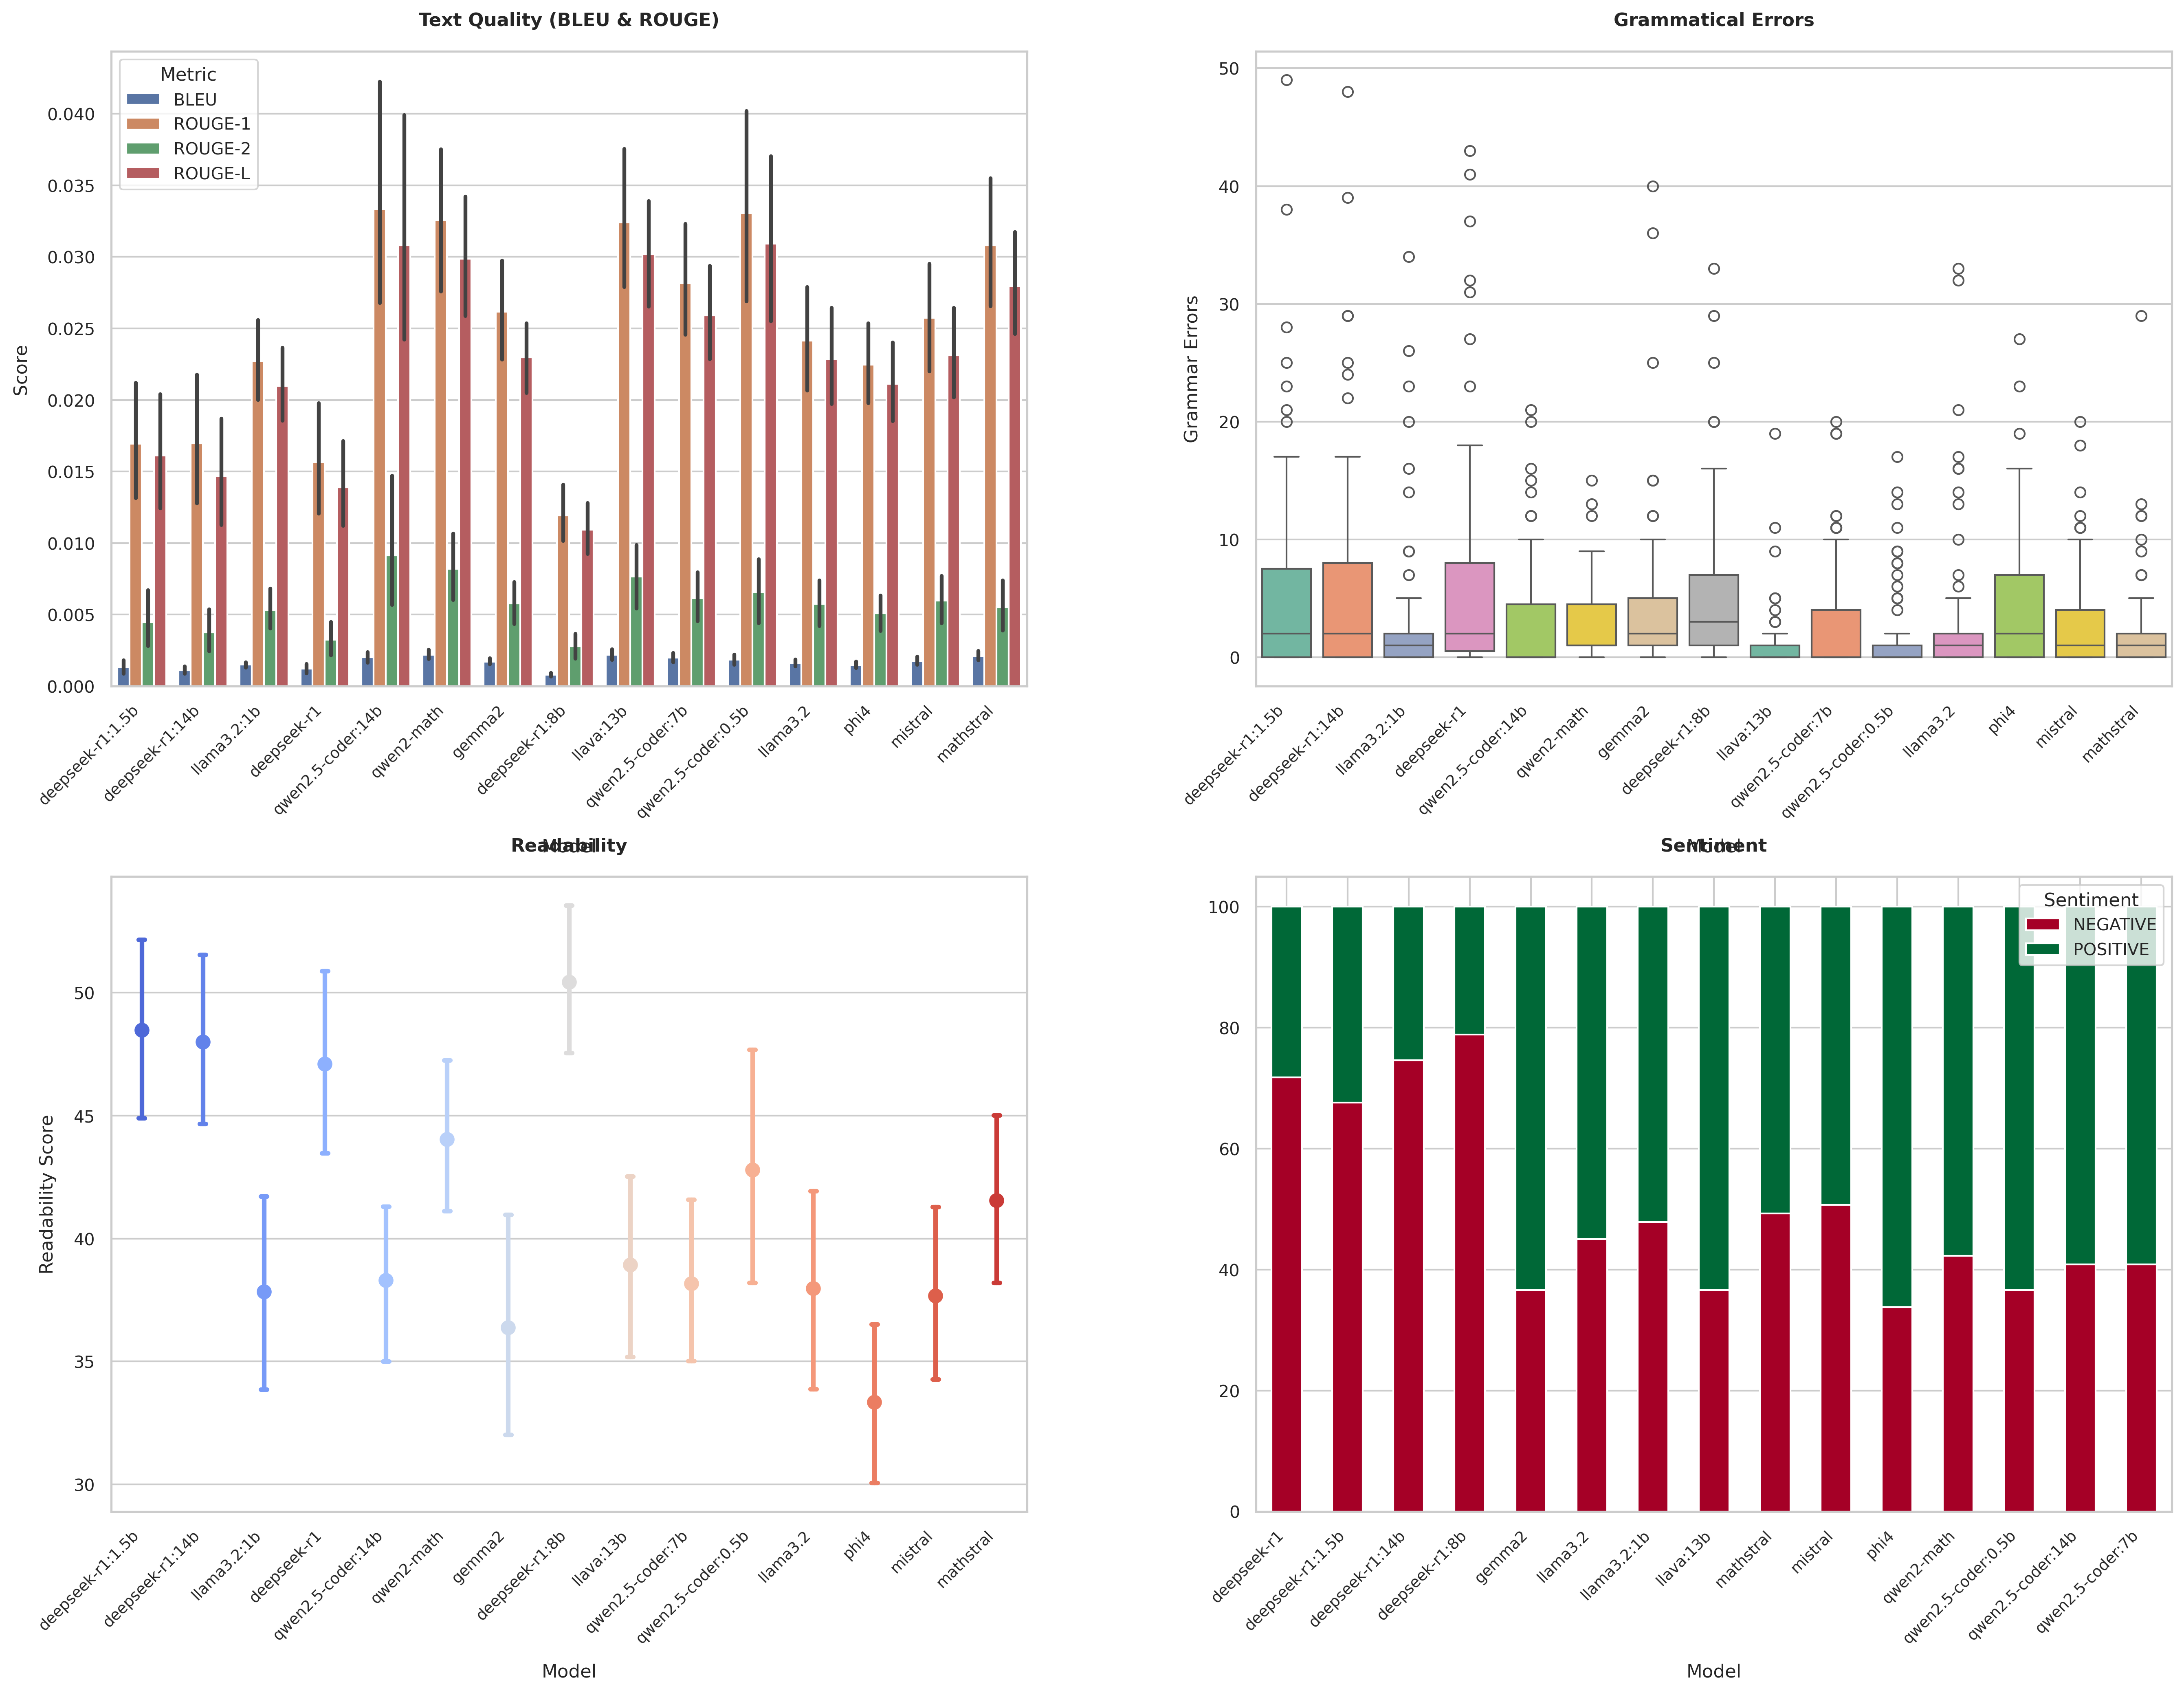 Text Quality (BLEU & ROUGE)
Metric
BLEU
ROUGE-1
ROUGE-2
ROUGE-L
Score
0.040
0.035
0.030
0.025
0.020
0.015
0.010
0.005
0.000
deepseek-r1:1.5b
deepseek-r1:14b
llama3.2:1b
deepseek-r1
qwen2.5-coder:14b
qwen2-math
gemma2
deepseek-r1:8b
llava:13b
qwen2.5-coder:7b
qwen2.5-coder:0.5b
llama3.2
phi4
mistral
mathstral
Model
Grammatical Errors
Grammar Errors
50
40
30
20
10
0
deepseek-r1:1.5b
deepseek-r1:14b
llama3.2:1b
deepseek-r1
qwen2.5-coder:14b
qwen2-math
gemma2
deepseek-r1:8b
llava:13b
qwen2.5-coder:7b
qwen2.5-coder:0.5b
llama3.2
phi4
mistral
mathstral
Model
Readability
Readability Score
50
45
40
35
30
deepseek-r1:1.5b
deepseek-r1:14b
llama3.2:1b
deepseek-r1
qwen2.5-coder:14b
qwen2-math
gemma2
deepseek-r1:8b
llava:13b
qwen2.5-coder:7b
qwen2.5-coder:0.5b
llama3.2
phi4
mistral
mathstral
Model
Sentiment
Sentiment
NEGATIVE
POSITIVE
100
80
60
40
20
0
deepseek-r1
deepseek-r1:1.5b
deepseek-r1:14b
deepseek-r1:8b
gemma2
llama3.2
llama3.2:1b
llava:13b
mathstral
mistral
phi4
qwen2-math
qwen2.5-coder:0.5b
qwen2.5-coder:14b
qwen2.5-coder:7b
Model